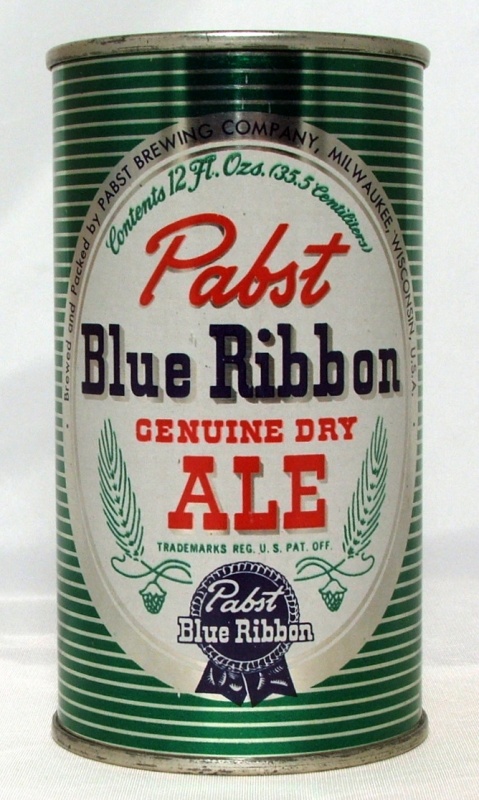 Brewed and Packed by PABST BREWING COMPANY, MILWAUKEE, WISCONSIN, U.S.A.
Contents 12 Fl. Ozs. (35.5 Centiliters)
Pabst
Blue Ribbon
GENUINE DRY
ALE
TRADEMARKS REG. U.S. PAT. OFF.
Pabst
Blue Ribbon